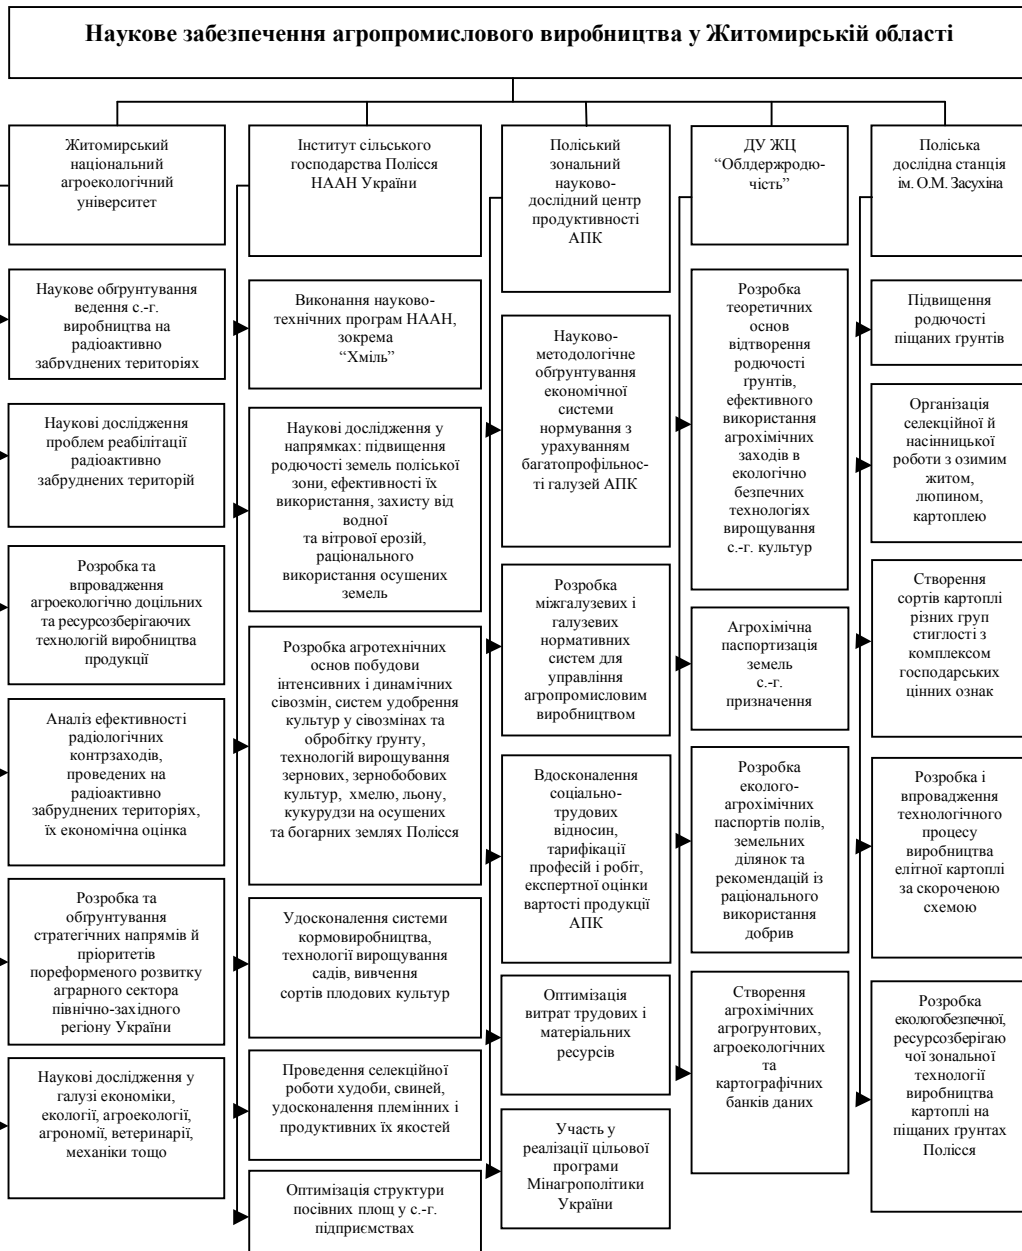 Наукове забезпечення агропромислового виробництва у Житомирській області
Житомирський
національний
агроекологічний
університет
Наукове обґрунтування
ведення с.-г.
виробництва на
радіоактивно
забруднених територіях
Наукові дослідження
проблем реабілітації
радіоактивно
забруднених територій
Розробка та
впровадження
агроекологічно доцільних
та ресурсозберігаючих
технологій виробництва
продукції
Аналіз ефективності
радіологічних
контрзаходів,
проведених на
радіоактивно
забруднених територіях,
їх економічна оцінка
Розробка та
обґрунтування
стратегічних напрямів й
пріоритетів
пореформеного розвитку
аграрного сектора
північно-західного
регіону України
Наукові дослідження у
галузі економіки,
екології, агроекології,
агрономії, ветеринарії,
механіки тощо
Інститут сільського
господарства Полісся
НААН України
Виконання науково-
технічних програм НААН,
зокрема
“Хміль”
Наукові дослідження у
напрямках: підвищення
родючості земель поліської
зони, ефективності їх
використання, захисту від
водної
та вітрової ерозій,
раціонального
використання осушених
земель
Розробка агротехнічних
основ побудови
інтенсивних і динамічних
сівозмін, систем удобрення
культур у сівозмінах та
обробітку ґрунту,
технологій вирощування
зернових, зернобобових
культур, хмелю, льону,
кукурудзи на осушених
та богарних землях Полісся
Удосконалення системи
кормовиробництва,
технології вирощування
садів, вивчення
сортів плодових культур
Проведення селекційної
роботи худоби, свиней,
удосконалення племінних і
продуктивних їх якостей
Оптимізація структури
посівних площ у с.-г.
підприємствах
Поліський
зональний
науково-
дослідний центр
продуктивності
АПК
Науково-
методологічне
обґрунтування
економічної
системи
нормування з
урахуванням
багатопрофільнос-
ті галузей АПК
Розробка
міжгалузевих і
галузевих
нормативних
систем для
управління
агропромисловим
виробництвом
Вдосконалення
соціально-
трудових
відносин,
тарифікації
професій і робіт,
експертної оцінки
вартості продукції
АПК
Оптимізація
витрат трудових і
матеріальних
ресурсів
Участь у
реалізації цільової
програми
Мінагрополітики
України
ДУ ЖЦ
“Облдержродю-
чість”
Розробка
теоретичних
основ
відтворення
родючості
ґрунтів,
ефективного
використання
агрохімічних
заходів в
екологічно
безпечних
технологіях
вирощування
с.-г. культур
Агрохімічна
паспортизація
земель
с.-г.
призначення
Розробка
еколого-
агрохімічних
паспортів полів,
земельних
ділянок та
рекомендацій із
раціонального
використання
добрив
Створення
агрохімічних
агроґрунтових,
агроекологічних
та
картографічних
банків даних
Поліська
дослідна станція
ім. О.М. Засухіна
Підвищення
родючості
піщаних ґрунтів
Організація
селекційної й
насінницької
роботи з озимим
житом,
люпином,
картоплею
Створення
сортів картоплі
різних груп
стиглості з
комплексом
господарських
цінних ознак
Розробка і
впровадження
технологічного
процесу
виробництва
елітної картоплі
за скороченою
схемою
Розробка
екологобезпечної,
ресурсозберігаю
чої зональної
технології
виробництва
картоплі на
піщаних ґрунтах
Полісся